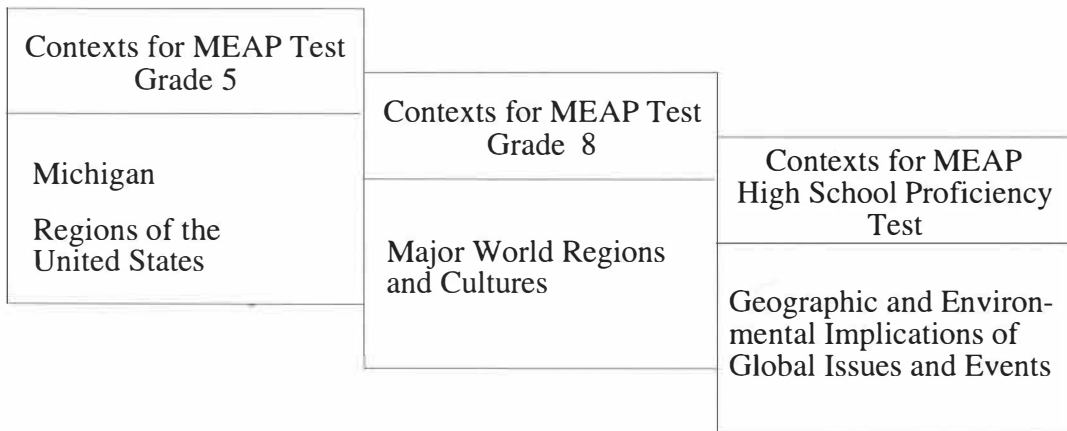 Contexts for MEAP Test
Grade 5
Michigan
Regions of the
United States
Contexts for MEAP Test
Grade 8
Major World Regions
and Cultures
Contexts for MEAP
High School Proficiency
Test
Geographic and Environ-
mental Implications of
Global Issues and Events